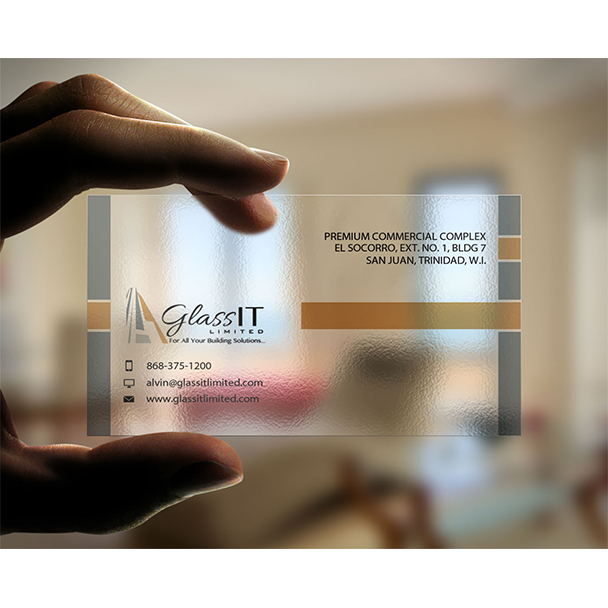 PREMIUM COMMERCIAL COMPLEX
EL SOCORRO, EXT. NO. 1, BLDG 7
SAN JUAN, TRINIDAD, W.I.
GlassIT
LIMITED
For All Your Building Solutions...
868-375-1200
alvin@glassitlimited.com
www.glassitlimited.com